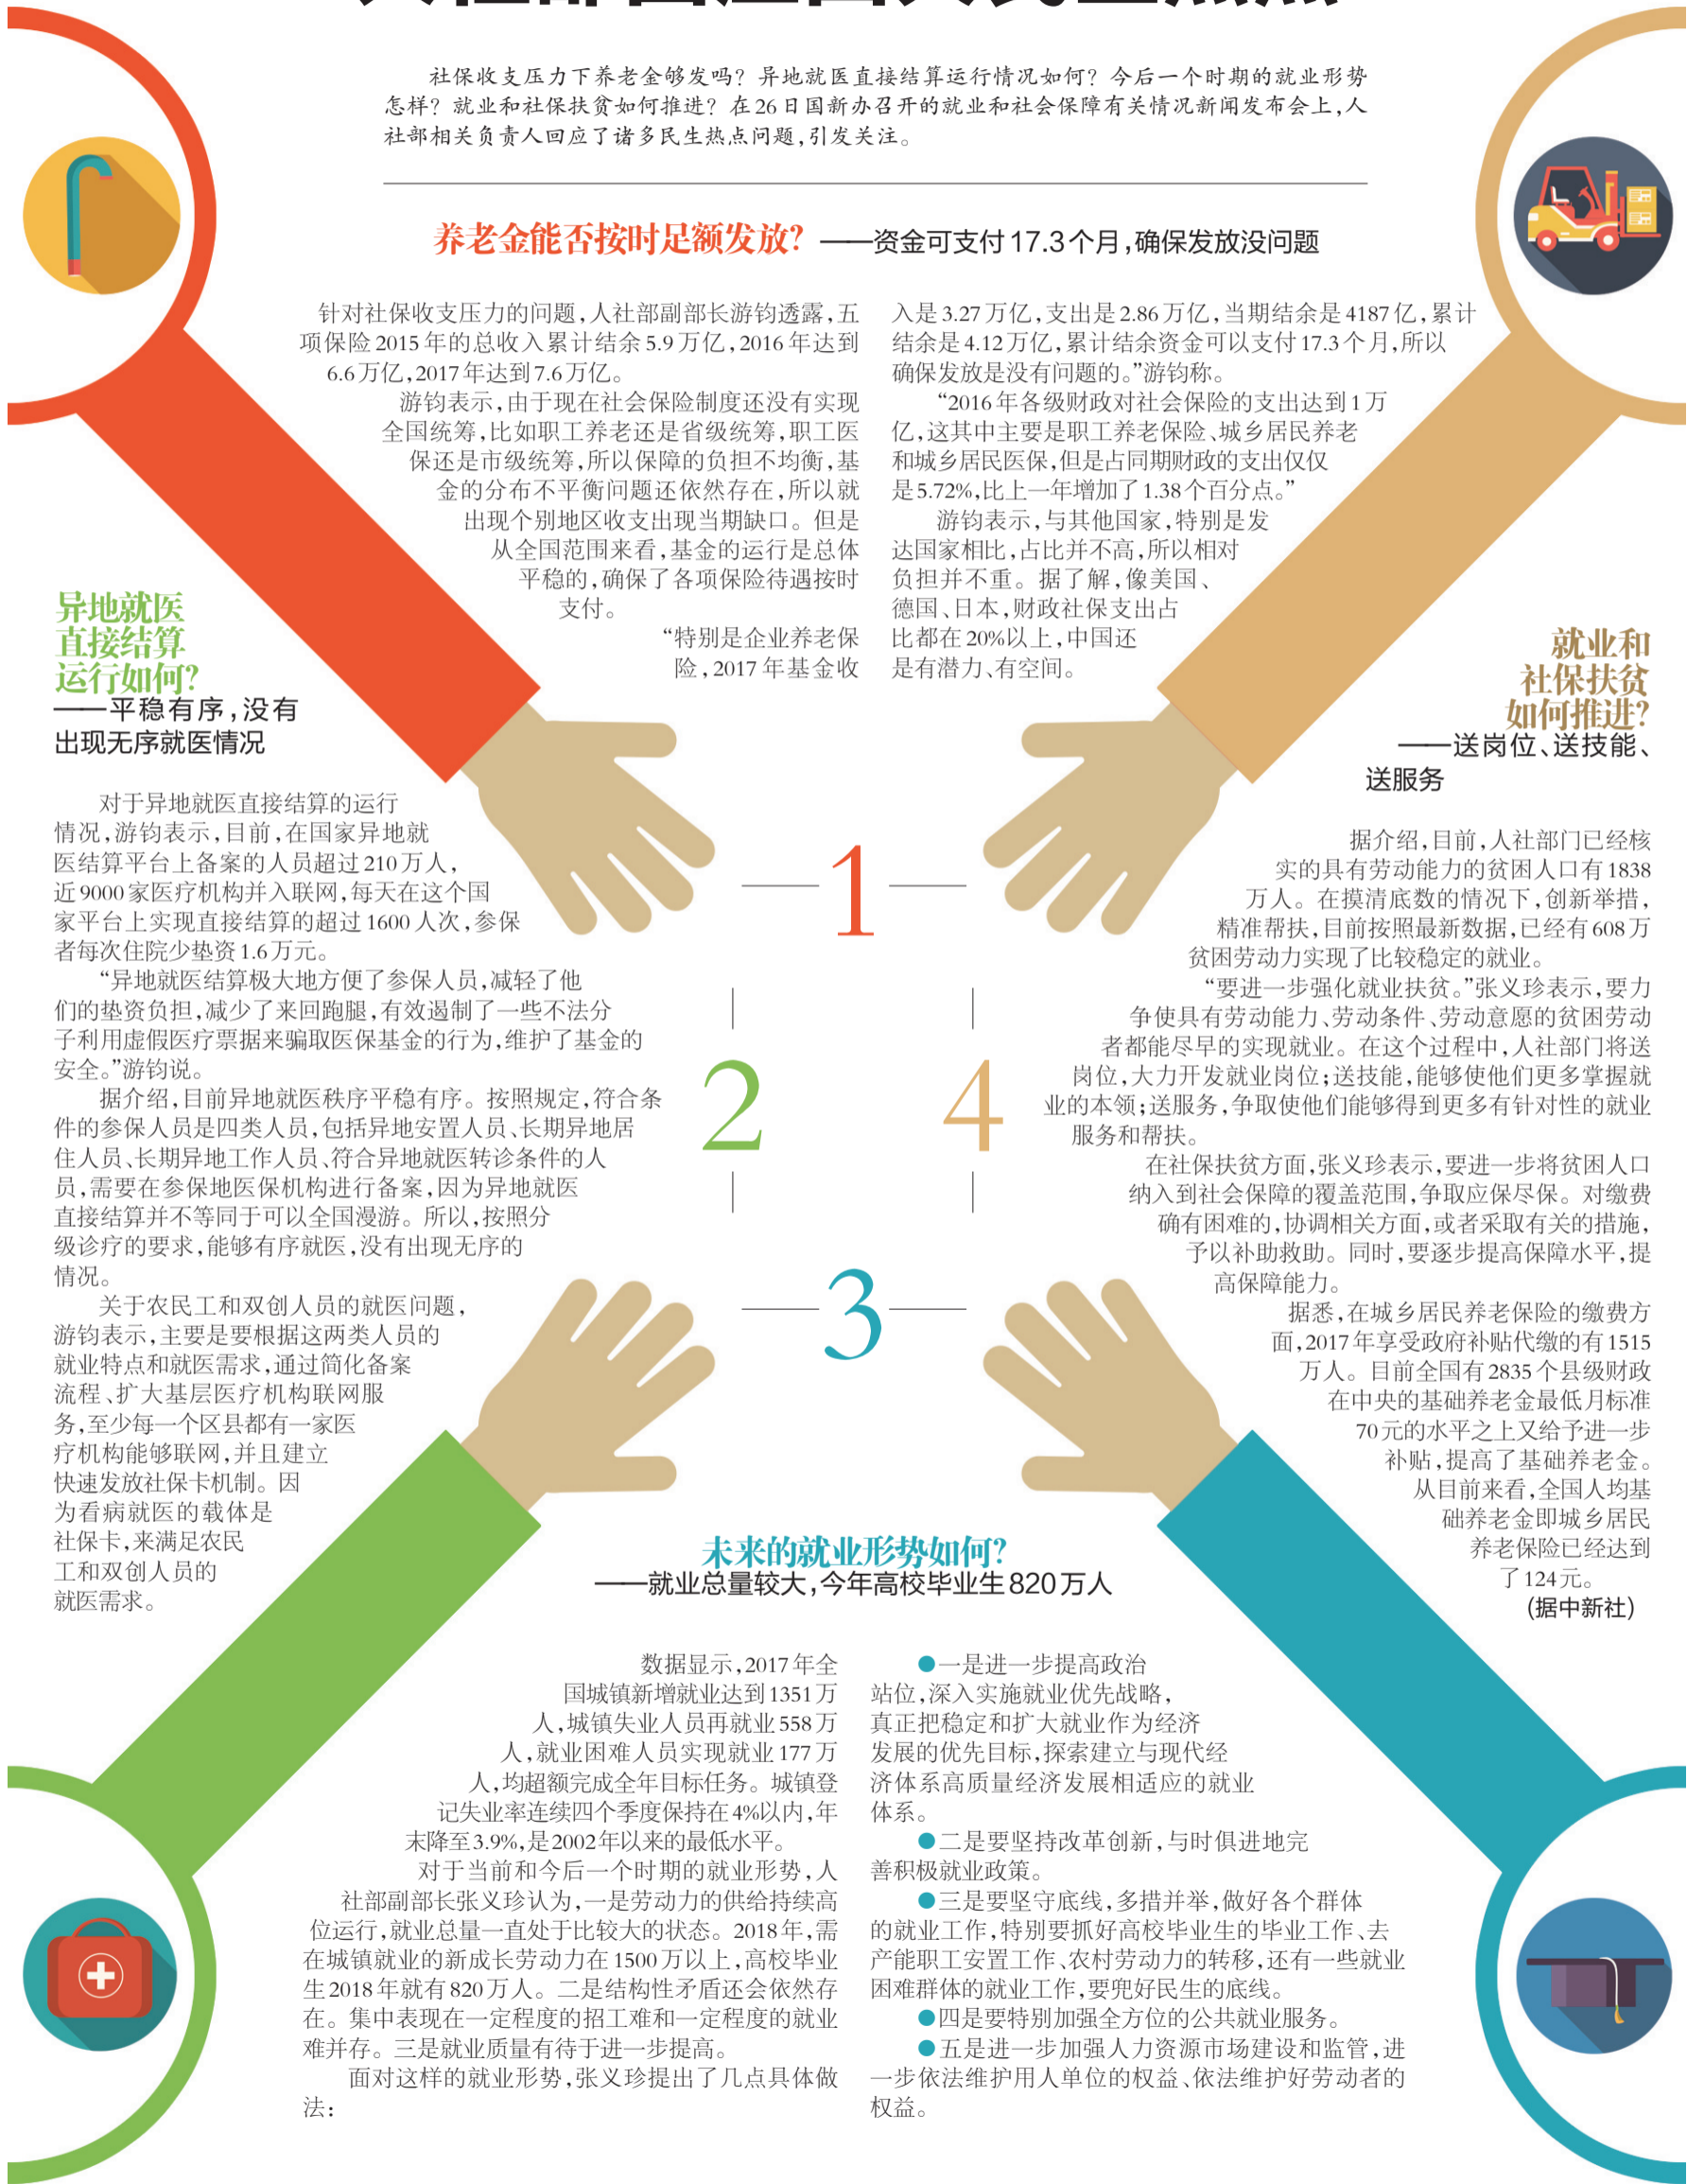 社保收支压力下养老金够发吗？异地就医直接结算运行情况如何？今后一个时期的就业形势
怎样？就业和社保扶贫如何推进？在26日国新办召开的就业和社会保障有关情况新闻发布会上，人
社部相关负责人回应了诸多民生热点问题，引发关注。
养老金能否按时足额发放？——资金可支付17.3个月，确保发放没问题
针对社保收支压力的问题，人社部副部长游钧透露，五
项保险2015年的总收入累计结余5.9万亿，2016年达到
6.6万亿，2017年达到7.6万亿。
游钧表示，由于现在社会保险制度还没有实现
全国统筹，比如职工养老还是省级统筹，职工医
保还是市级统筹，所以保障的负担不均衡，基
金的分布不平衡问题还依然存在，所以就
出现个别地区收支出现当期缺口。但是
从全国范围来看，基金的运行是总体
平稳的，确保了各项保险待遇按时
支付。
“特别是企业养老保
险，2017年基金收
入是3.27万亿，支出是2.86万亿，当期结余是4187亿，累计
结余是4.12万亿，累计结余资金可以支付17.3个月，所以
确保发放是没有问题的。”游钧称。
“2016年各级财政对社会保险的支出达到1万
亿，这其中主要是职工养老保险、城乡居民养老
和城乡居民医保，但是占同期财政的支出仅仅
是5.72%，比上一年增加了1.38个百分点。”
游钧表示，与其他国家，特别是发
达国家相比，占比并不高，所以相对
负担并不重。据了解，像美国、
德国、日本，财政社保支出占
比都在20%以上，中国还
是有潜力、有空间。
1
异地就医
直接结算
运行如何？
——平稳有序，没有
出现无序就医情况
对于异地就医直接结算的运行
情况，游钧表示，目前，在国家异地就
医结算平台上备案的人员超过210万人，
近9000家医疗机构并入联网，每天在这个国
家平台上实现直接结算的超过1600人次，参保
者每次住院少垫资1.6万元。
“异地就医结算极大地方便了参保人员，减轻了他
们的垫资负担，减少了来回跑腿，有效遏制了一些不法分
子利用虚假医疗票据来骗取医保基金的行为，维护了基金的
安全。”游钧说。
据介绍，目前异地就医秩序平稳有序。按照规定，符合条
件的参保人员是四类人员，包括异地安置人员、长期异地居
住人员、长期异地工作人员、符合异地就医转诊条件的人
员，需要在参保地医保机构进行备案，因为异地就医
直接结算并不等同于可以全国漫游。所以，按照分
级诊疗的要求，能够有序就医，没有出现无序的
情况。
关于农民工和双创人员的就医问题，
游钧表示，主要是要根据这两类人员的
就业特点和就医需求，通过简化备案
流程、扩大基层医疗机构联网服
务，至少每一个区县都有一家医
疗机构能够联网，并且建立
快速发放社保卡机制。因
为看病就医的载体是
社保卡，来满足农民
工和双创人员的
就医需求。
2
3
未来的就业形势如何？
——就业总量较大，今年高校毕业生820万人
数据显示，2017年全
国城镇新增就业达到1351万
人，城镇失业人员再就业558万
人，就业困难人员实现就业177万
人，均超额完成全年目标任务。城镇登
记失业率连续四个季度保持在4%以内，年
末降至3.9%，是2002年以来的最低水平。
对于当前和今后一个时期的就业形势，人
社部副部长张义珍认为，一是劳动力的供给持续高
位运行，就业总量一直处于比较大的状态。2018年，需
在城镇就业的新成长劳动力在1500万以上，高校毕业
生2018年就有820万人。二是结构性矛盾还会依然存
在。集中表现在一定程度的招工难和一定程度的就业
难并存。三是就业质量有待于进一步提高。
面对这样的就业形势，张义珍提出了几点具体做
法：
●一是进一步提高政治
站位，深入实施就业优先战略，
真正把稳定和扩大就业作为经济
发展的优先目标，探索建立与现代经
济体系高质量经济发展相适应的就业
体系。
●二是要坚持改革创新，与时俱进地完
善积极就业政策。
●三是要坚守底线，多措并举，做好各个群体
的就业工作，特别要抓好高校毕业生的毕业工作、去
产能职工安置工作、农村劳动力的转移，还有一些就业
困难群体的就业工作，要兜好民生的底线。
●四是要特别加强全方位的公共就业服务。
●五是进一步加强人力资源市场建设和监管，进
一步依法维护用人单位的权益、依法维护好劳动者的
权益。
4
就业和
社保扶贫
如何推进？
——送岗位、送技能、
送服务
据介绍，目前，人社部门已经核
实的具有劳动能力的贫困人口有1838
万人。在摸清底数的情况下，创新举措，
精准帮扶，目前按照最新数据，已经有608万
贫困劳动力实现了比较稳定的就业。
“要进一步强化就业扶贫。”张义珍表示，要力
争使具有劳动能力、劳动条件、劳动意愿的贫困劳动
者都能尽早的实现就业。在这个过程中，人社部门将送
岗位，大力开发就业岗位；送技能，能够使他们更多掌握就
业的本领；送服务，争取使他们能够得到更多有针对性的就业
服务和帮扶。
在社保扶贫方面，张义珍表示，要进一步将贫困人口
纳入到社会保障的覆盖范围，争取应保尽保。对缴费
确有困难的，协调相关方面，或者采取有关的措施，
予以补助救助。同时，要逐步提高保障水平，提
高保障能力。
据悉，在城乡居民养老保险的缴费方
面，2017年享受政府补贴代缴的有1515
万人。目前全国有2835个县级财政
在中央的基础养老金最低月标准
70元的水平之上又给予进一步
补贴，提高了基础养老金。
从目前来看，全国人均基
础养老金即城乡居民
养老保险已经达到
了124元。
（据中新社）